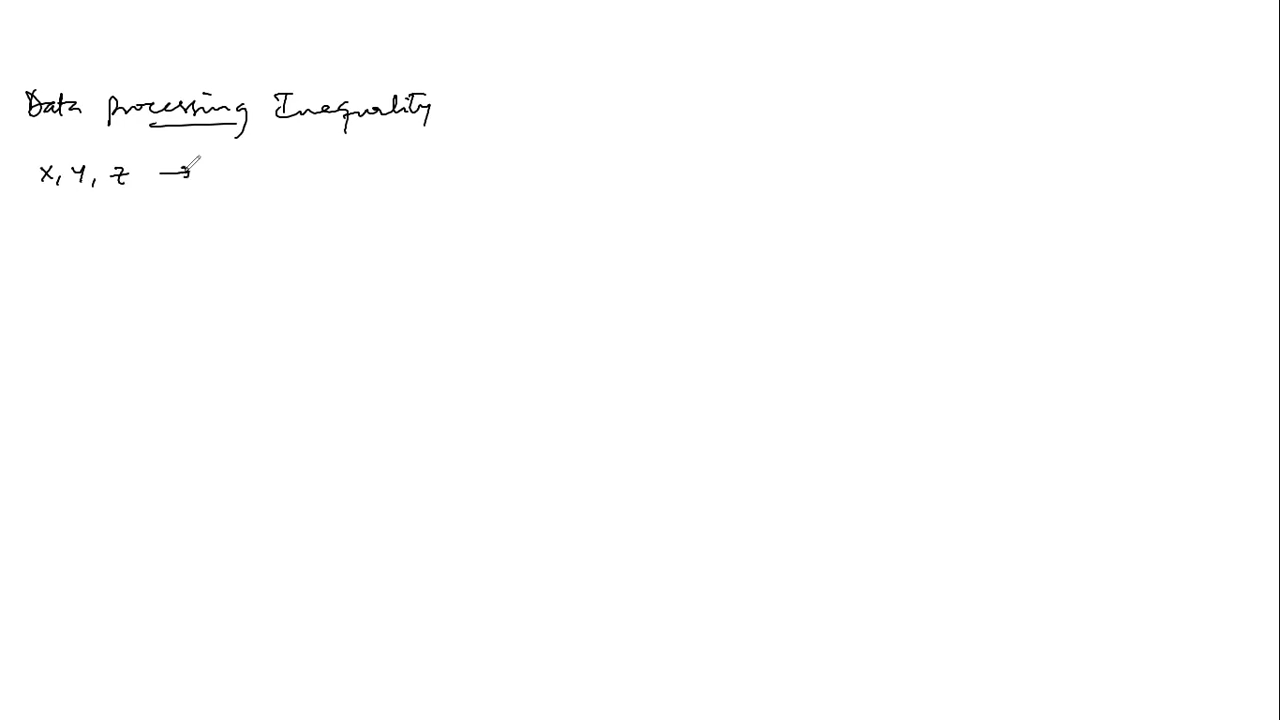 Data Processing Inequality
X, Y, Z →